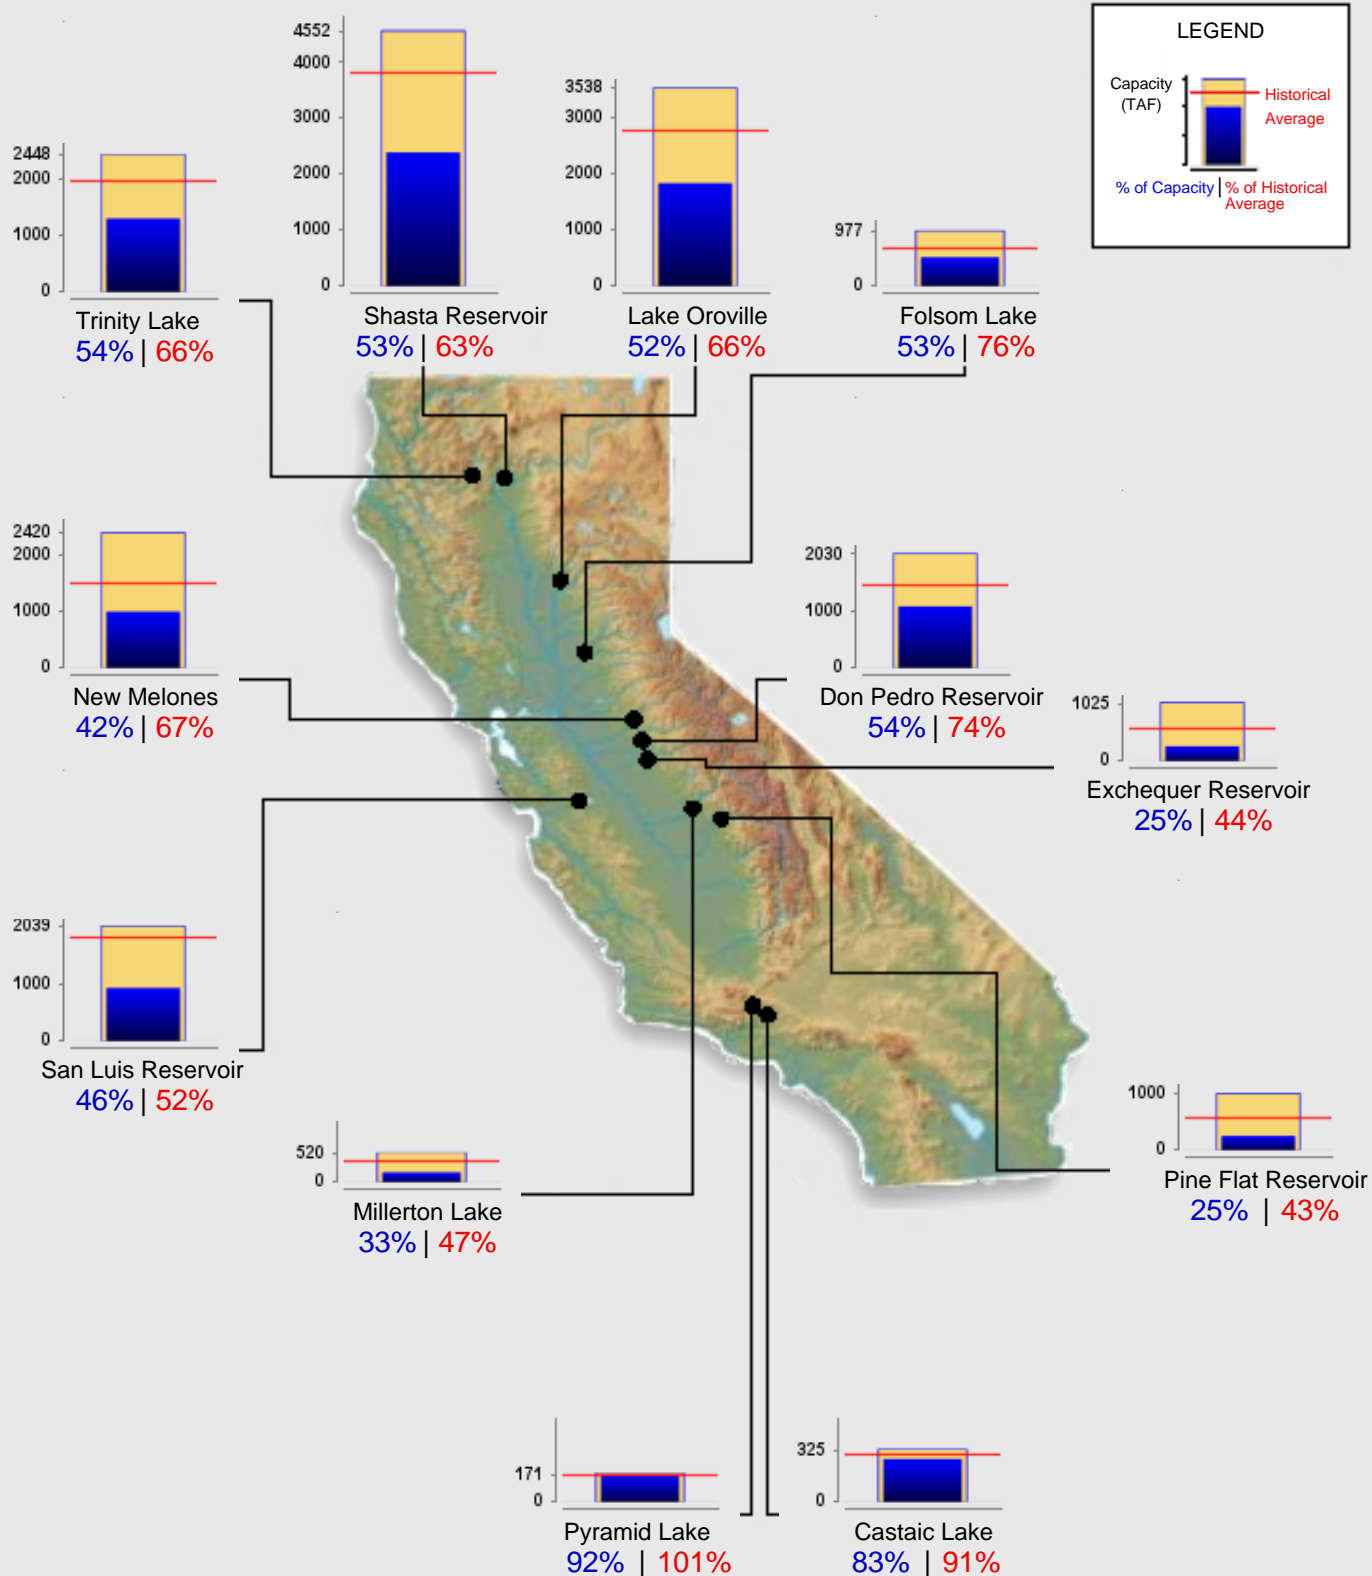 LEGEND
Capacity
(TAF)
Historical
Average
% of Capacity | % of Historical
Average
4552
4000
3000
2000
1000
0
Shasta Reservoir
53% | 63%
3538
3000
2000
1000
0
Lake Oroville
52% | 66%
2448
2000
1000
0
Trinity Lake
54% | 66%
977
0
Folsom Lake
53% | 76%
2420
2000
1000
0
New Melones
42% | 67%
2030
1000
0
Don Pedro Reservoir
54% | 74%
1025
0
Exchequer Reservoir
25% | 44%
2039
1000
0
San Luis Reservoir
46% | 52%
520
0
Millerton Lake
33% | 47%
1000
0
Pine Flat Reservoir
25% | 43%
171
0
Pyramid Lake
92% | 101%
325
0
Castaic Lake
83% | 91%